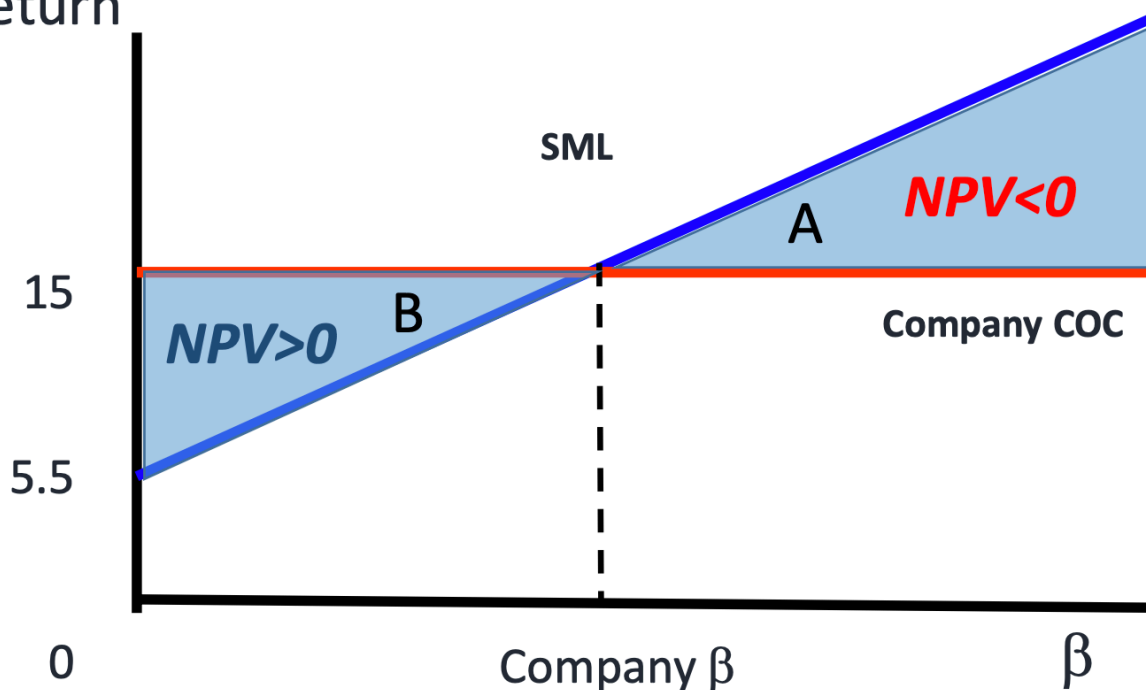 eturn
SML
NPV<0
A
15
B
Company COC
NPV>0
5.5
0
Company β
β